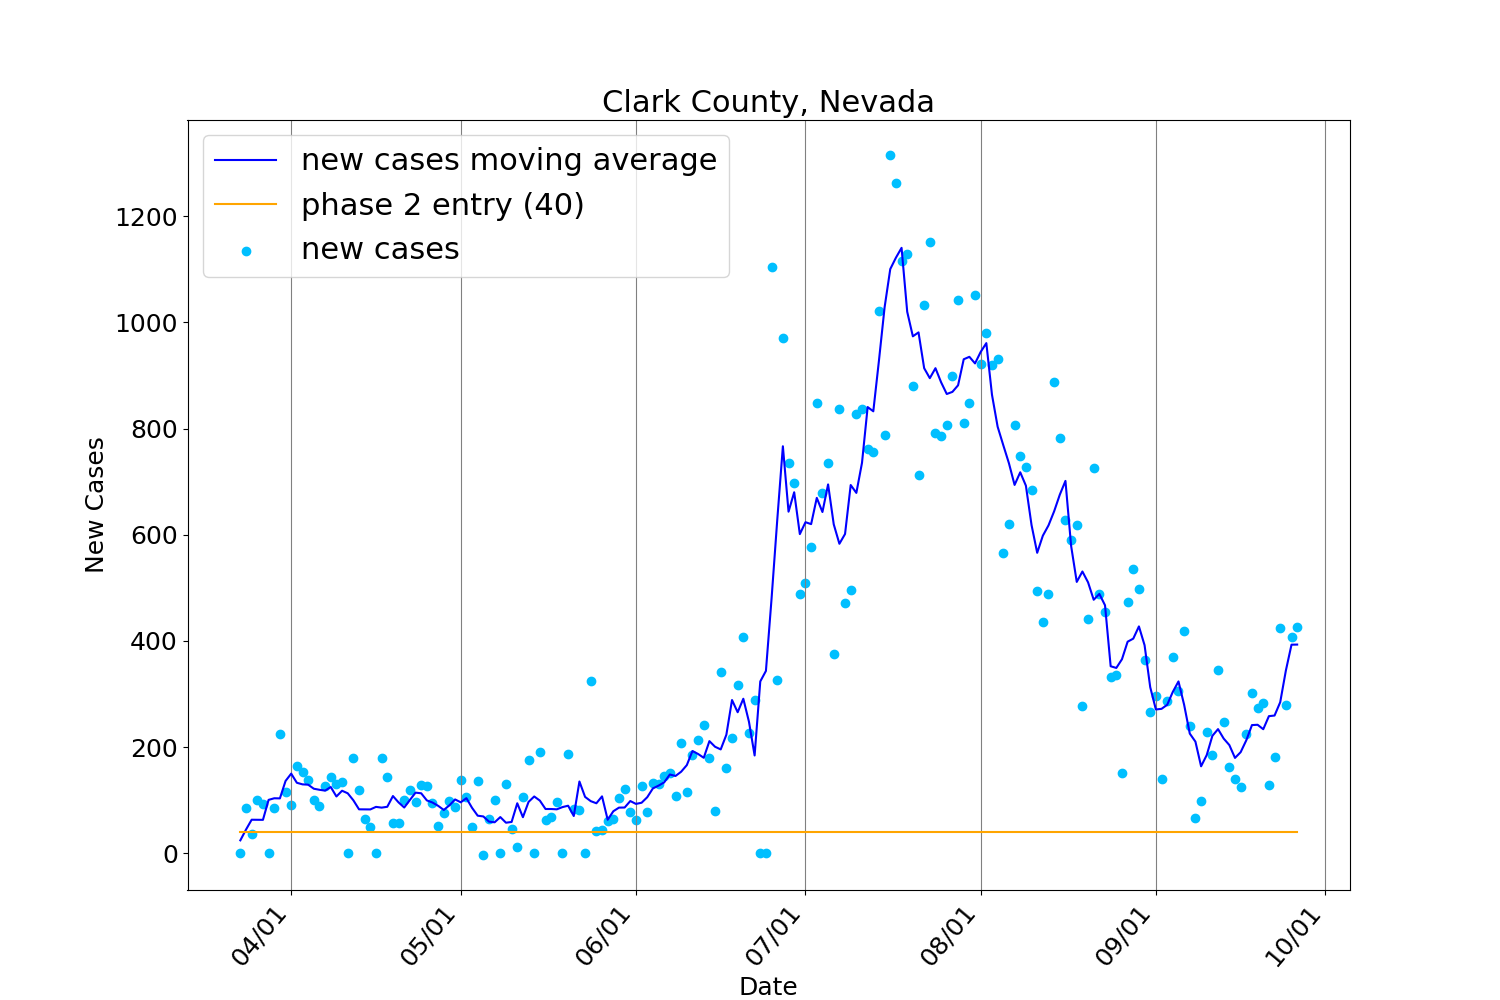 Clark County, Nevada
new cases moving average
phase 2 entry (40)
new cases
1200
1000
800
600
400
200
0
New Cases
04/01
05/01
06/01
07/01
08/01
09/01
10/01
Date